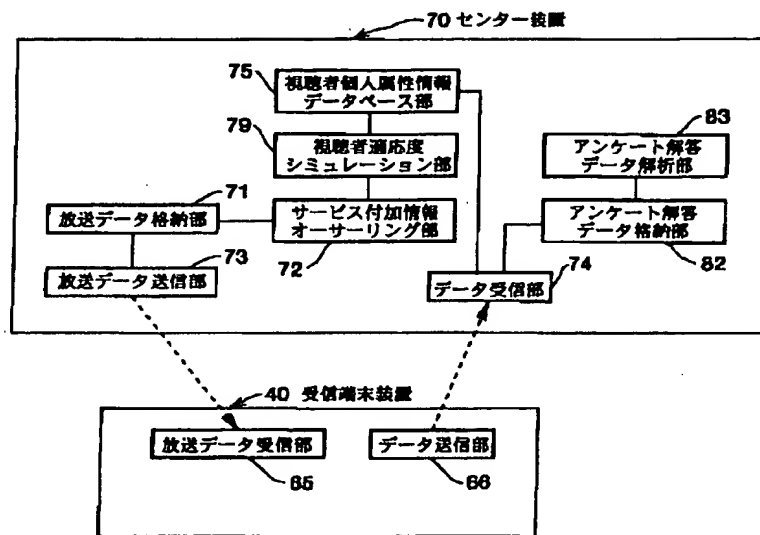 70 センター装置
75
視聴者個人属性情報
データベース部
79
視聴者適応度
シミュレーション部
83
アンケート解答
データ解析部
71
放送データ格納部
サービス付加情報
オーサーリング部
72
アンケート解答
データ格納部
82
73
放送データ送信部
74
データ受信部
40 受信端末装置
放送データ受信部
65
データ送信部
66